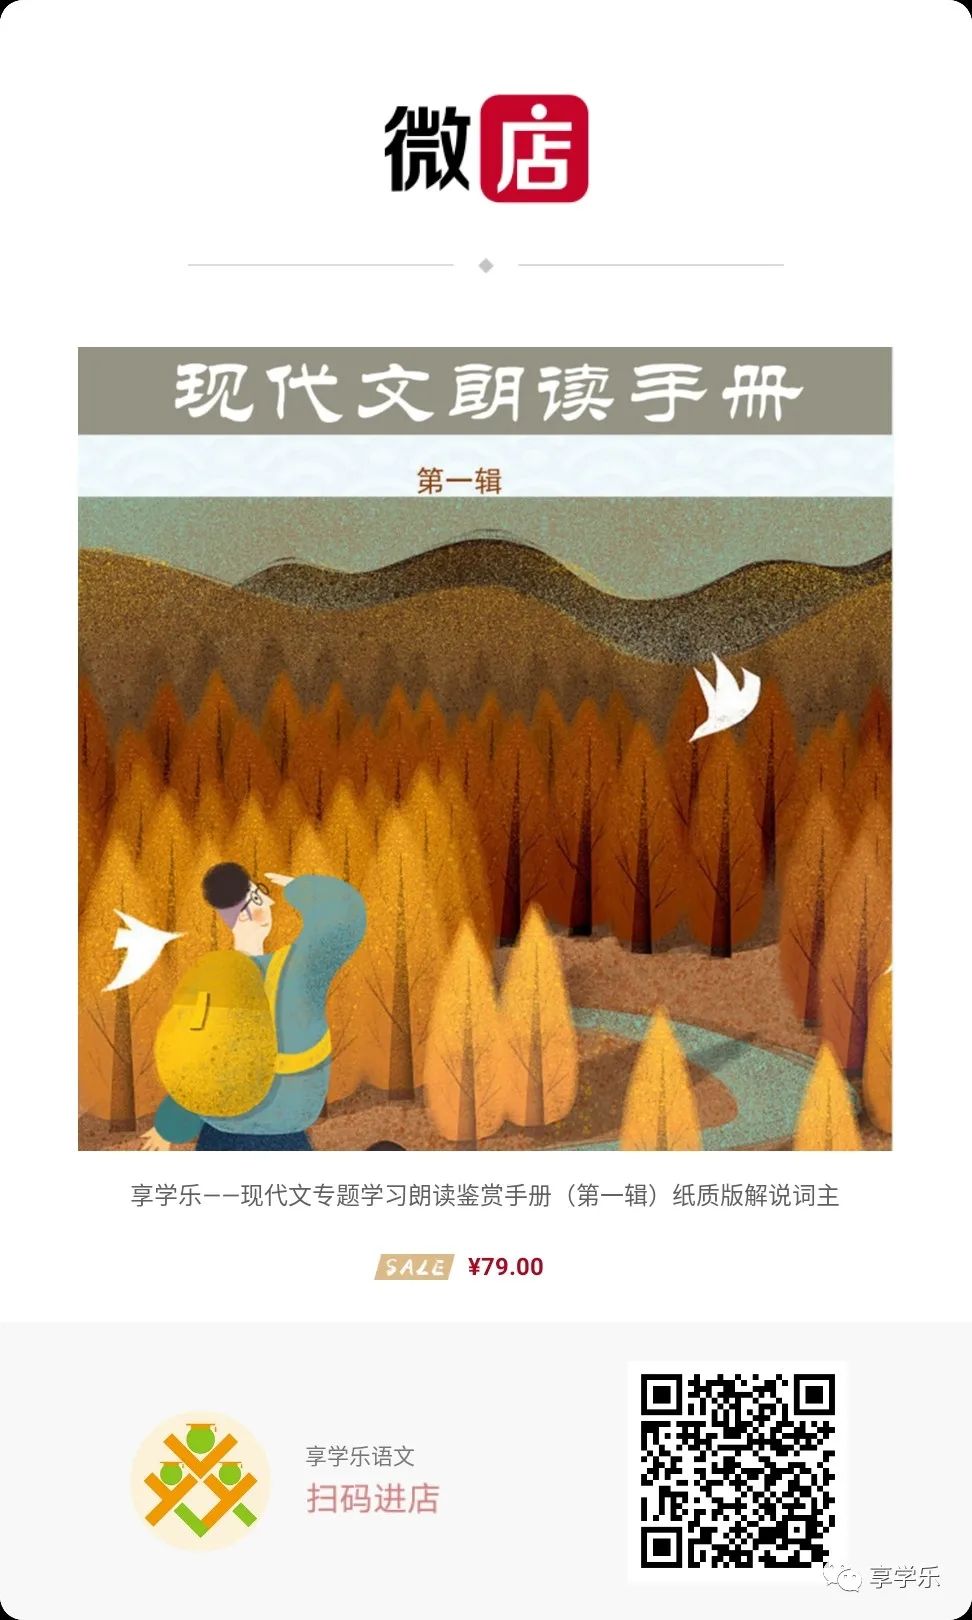 微店
现代文朗读手册
第一辑
享学乐——现代文专题学习朗读鉴赏手册（第一辑）纸质版解说词主
SALE ¥79.00
享学乐语文
扫码进店
享学乐